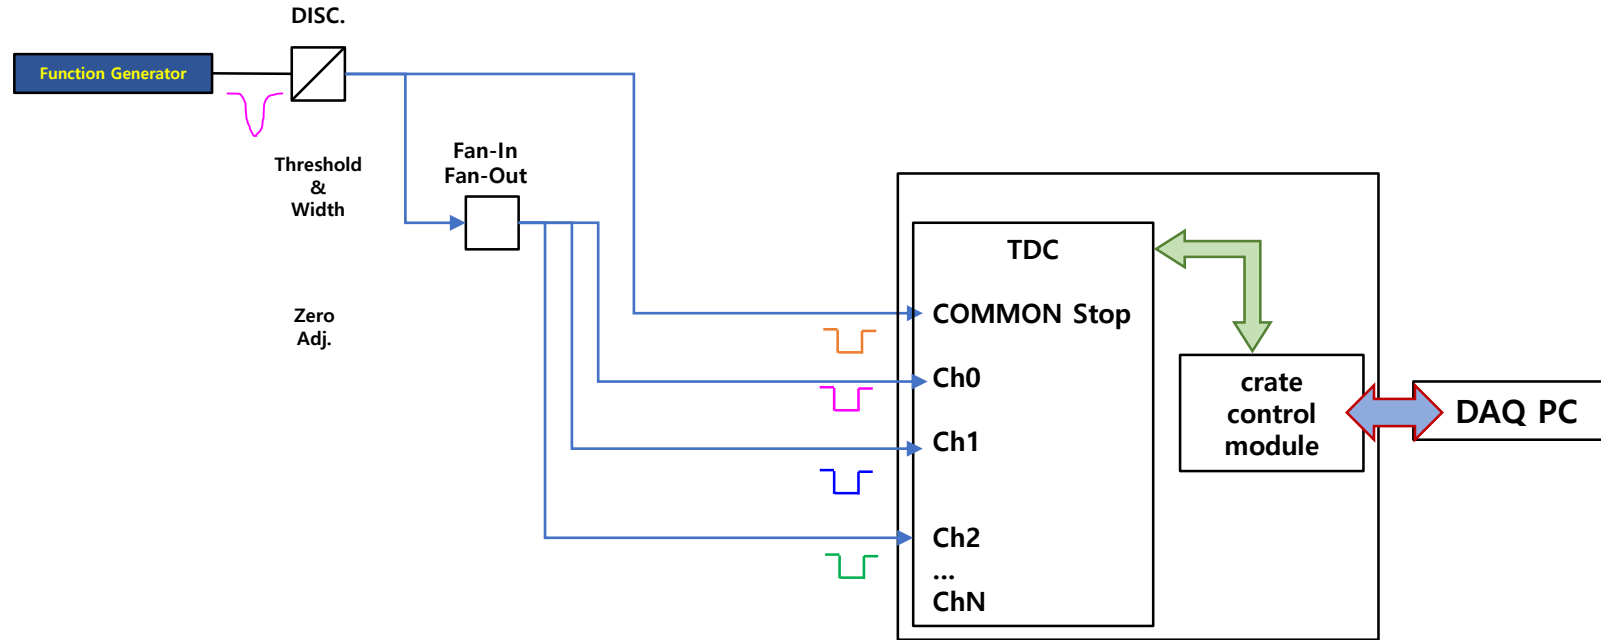 DISC.
Function Generator
Threshold
&
Width
Fan-In
Fan-Out
Zero
Adj.
TDC
COMMON Stop
Ch0
Ch1
Ch2
...
ChN
crate
control
module
DAQ PC